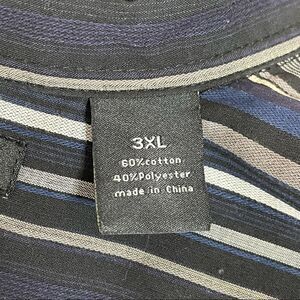 3XL
60%cotton
40%Polyester
made in China